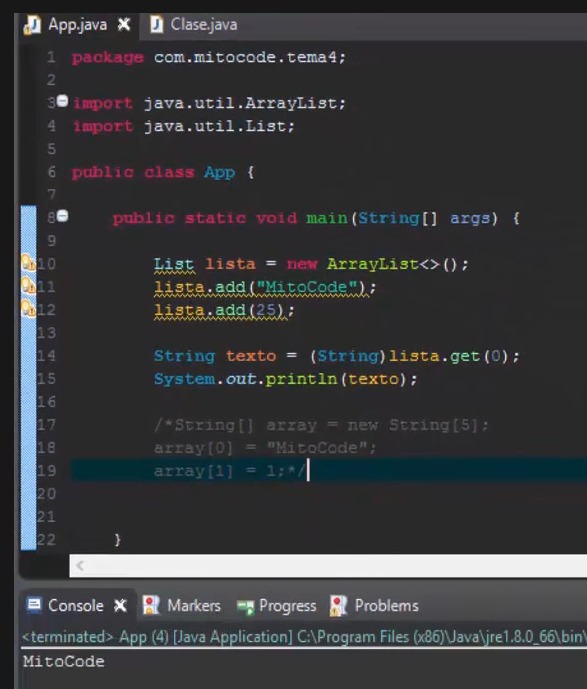 App.java Clase.java
1 package com.mitocode.tema4;
2
3 import java.util.ArrayList;
4 import java.util.List;
5
6 public class App {
7
8 public static void main(String[] args) {
9
10 List lista = new ArrayList<>();
11 lista.add("MitoCode");
12 lista.add(25);
13
14 String texto = (String)lista.get(0);
15 System.out.println(texto);
16
17 /*String[] array = new String[5];
18 array[0] = "MitoCode";
19 array[1] = 1;*/
20
21
22 }
Console Markers Progress Problems
<terminated> App (4) [Java Application] C:\Program Files (x86)\Java\jre1.8.0_66\bin\
MitoCode